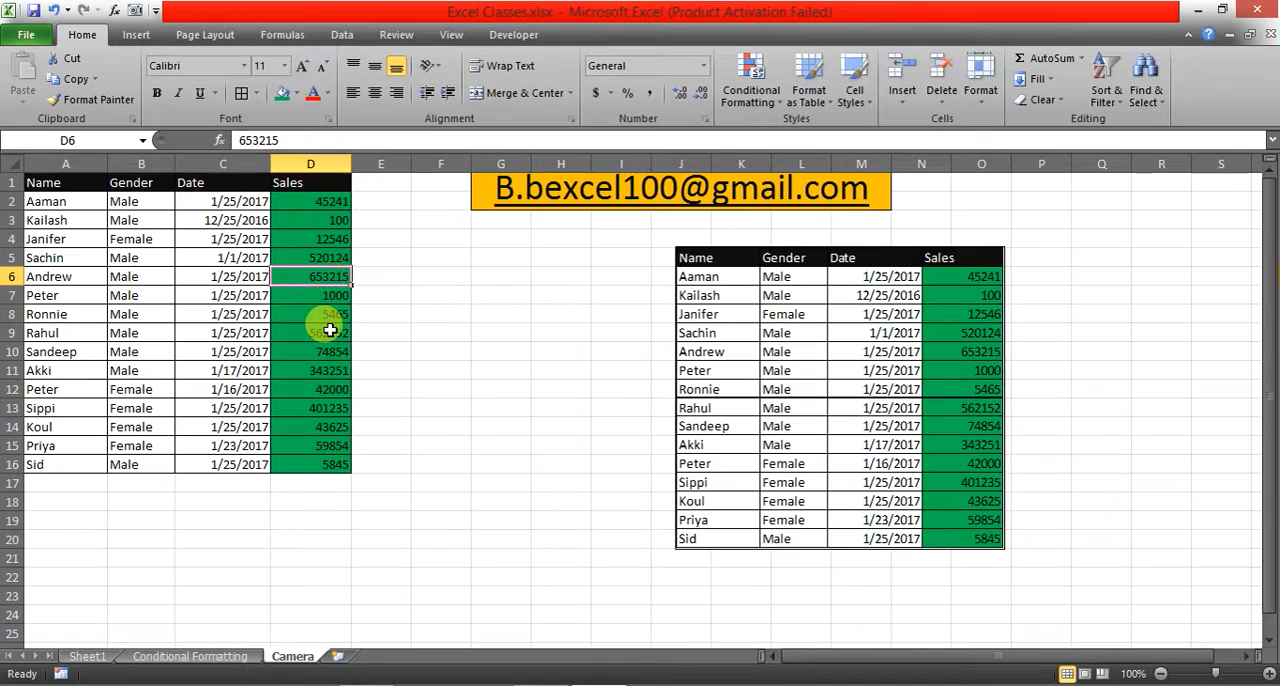 Excel Classes.xlsx - Microsoft Excel (Product Activation Failed)
File Home Insert Page Layout Formulas Data Review View Developer
Paste Cut Copy Format Painter Clipboard
Calibri 11 A A B I U A Font
Wrap Text Merge & Center Alignment
General $ % , .0 .00 .00 .0 Number
Conditional Formatting Format as Table Cell Styles Styles
Insert Delete Format Cells
Σ AutoSum Fill Clear Sort & Filter Find & Select Editing
D6 fx 653215
A B C D E F G H I J K L M N O P Q R S
B.bexcel100@gmail.com
1 Name Gender Date Sales
2 Aaman Male 1/25/2017 45241
3 Kailash Male 12/25/2016 100
4 Janifer Female 1/25/2017 12546
5 Sachin Male 1/1/2017 520124
6 Andrew Male 1/25/2017 653215
7 Peter Male 1/25/2017 1000
8 Ronnie Male 1/25/2017 5465
9 Rahul Male 1/25/2017
10 Sandeep Male 1/25/2017 74854
11 Akki Male 1/17/2017 343251
12 Peter Female 1/16/2017 42000
13 Sippi Female 1/25/2017 401235
14 Koul Female 1/25/2017 43625
15 Priya Female 1/23/2017 59854
16 Sid Male 1/25/2017 5845
17
18
19
20
21
22
23
24
25
Name Gender Date Sales
Aaman Male 1/25/2017 45241
Kailash Male 12/25/2016 100
Janifer Female 1/25/2017 12546
Sachin Male 1/1/2017 520124
Andrew Male 1/25/2017 653215
Peter Male 1/25/2017 1000
Ronnie Male 1/25/2017 5465
Rahul Male 1/25/2017 562152
Sandeep Male 1/25/2017 74854
Akki Male 1/17/2017 343251
Peter Female 1/16/2017 42000
Sippi Female 1/25/2017 401235
Koul Female 1/25/2017 43625
Priya Female 1/23/2017 59854
Sid Male 1/25/2017 5845
Sheet1 Conditional Formatting Camera
Ready 100%